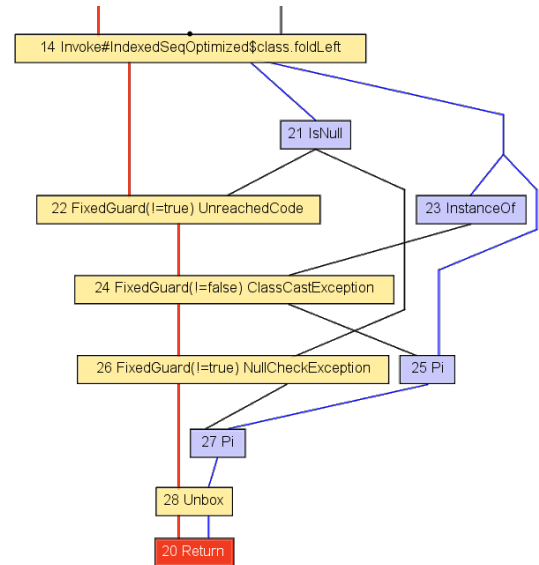 14 Invoke#IndexedSeqOptimized$class.foldLeft
21 IsNull
22 FixedGuard(!=true) UnreachedCode
23 InstanceOf
24 FixedGuard(!=false) ClassCastException
26 FixedGuard(!=true) NullCheckException
25 Pi
27 Pi
28 Unbox
20 Return